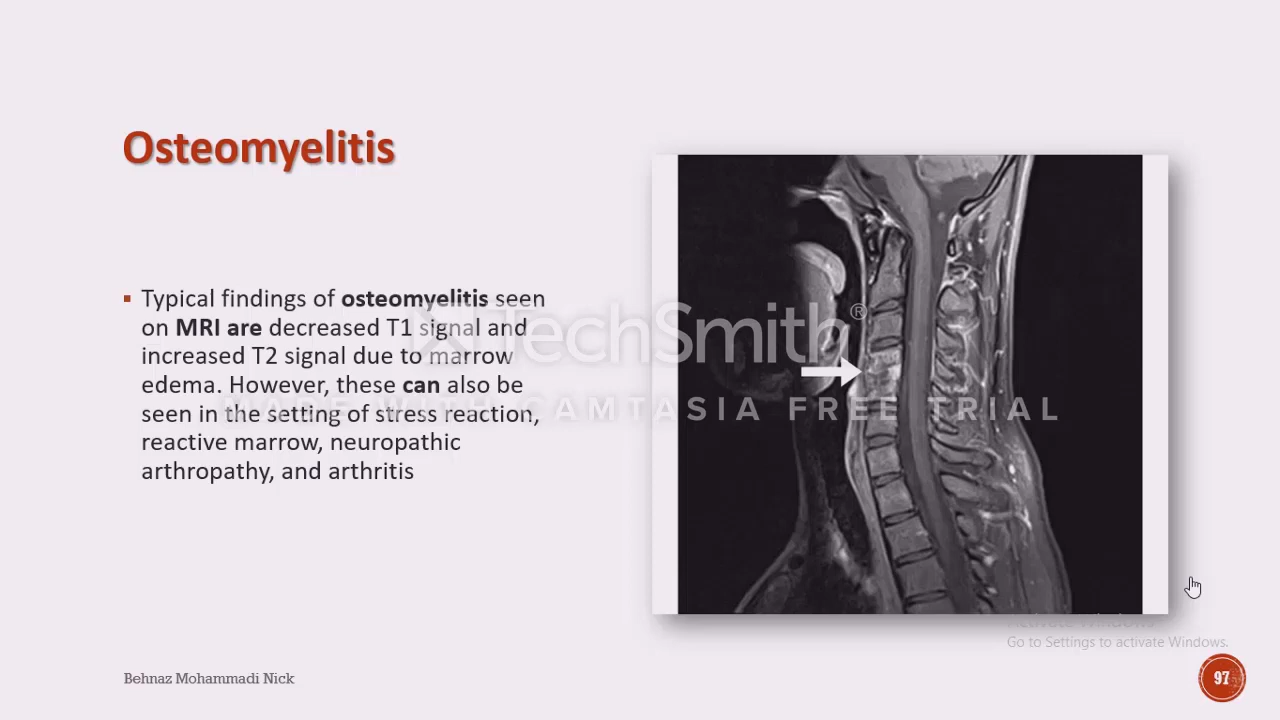 Osteomyelitis
▪ Typical findings of osteomyelitis seen
on MRI are decreased T1 signal and
increased T2 signal due to marrow
edema. However, these can also be
seen in the setting of stress reaction,
reactive marrow, neuropathic
arthropathy, and arthritis
TechSmith®
MADE WITH CAMTASIA FREE TRIAL
Activate Windows
Go to Settings to activate Windows.
Behnaz Mohammadi Nick
97